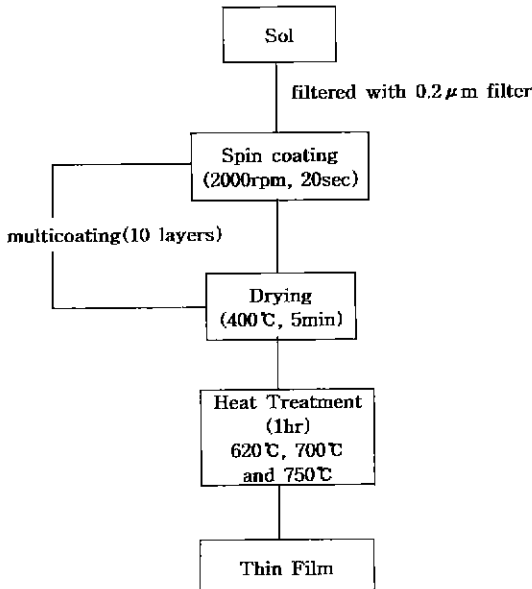 Sol
filtered with 0.2μm filter
Spin coating
(2000rpm, 20sec)
multicoating(10 layers)
Drying
(400℃, 5min)
Heat Treatment
(1hr)
620℃, 700℃
and 750℃
Thin Film